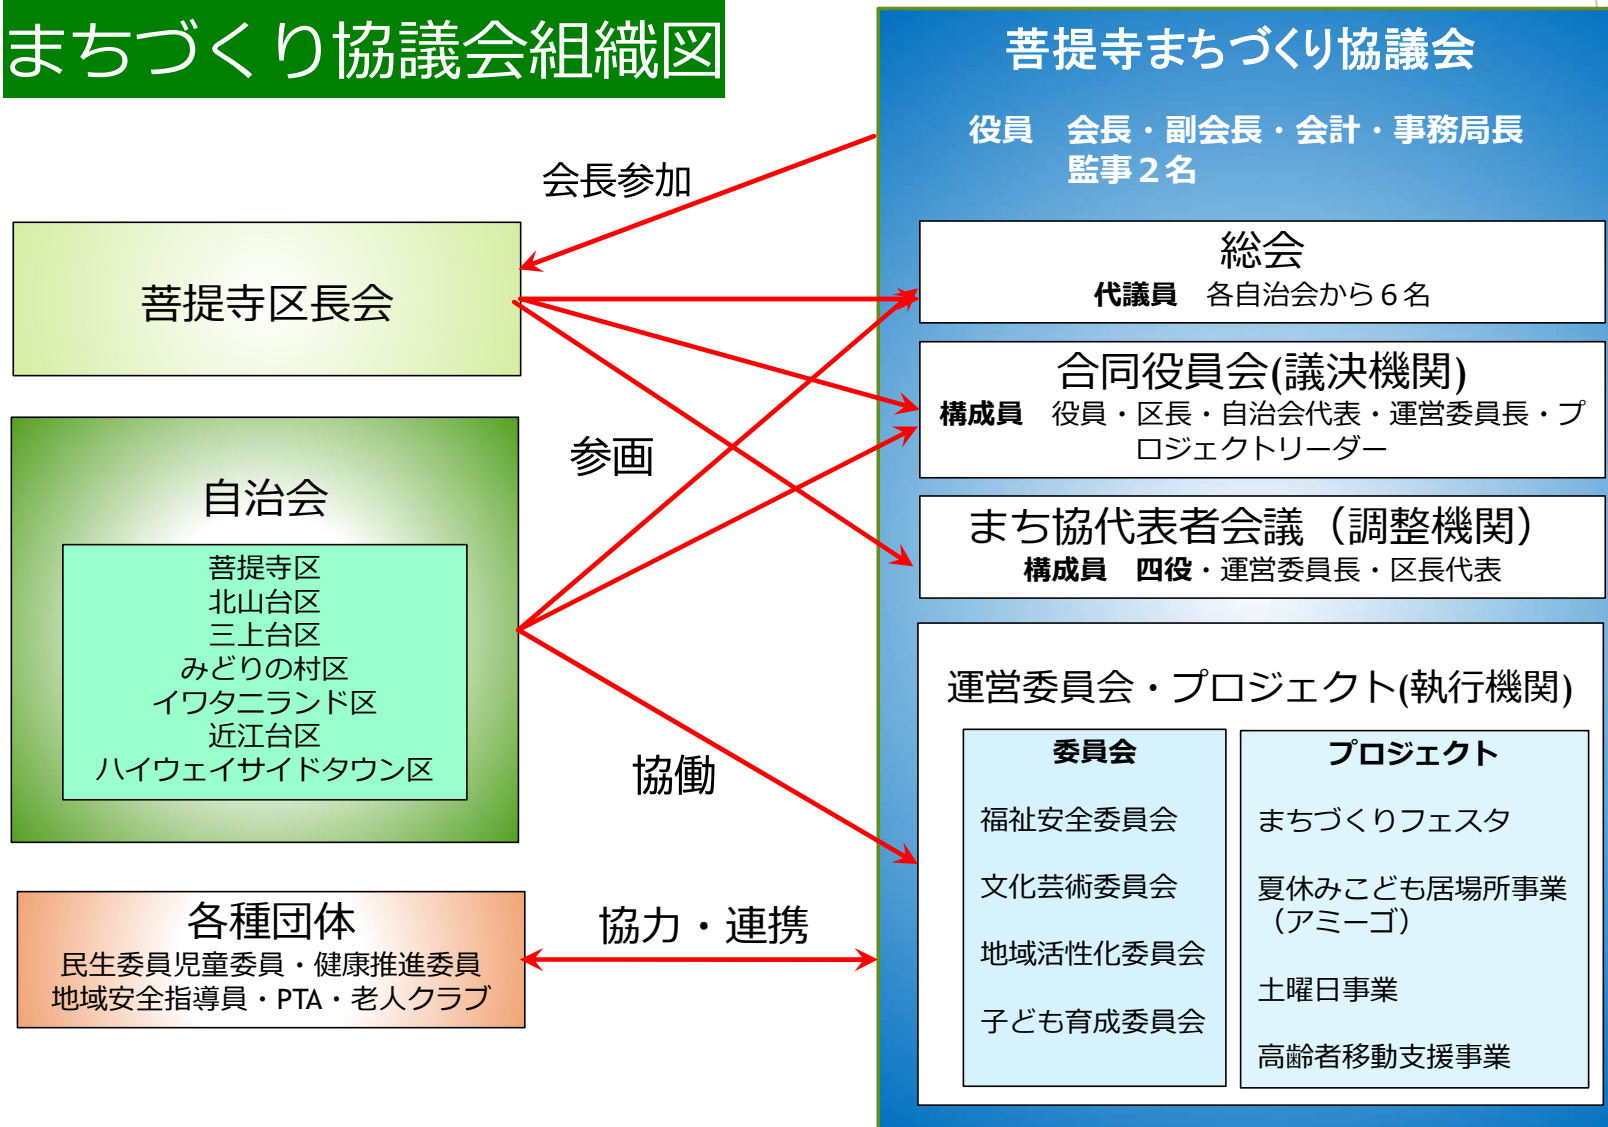 まちづくり協議会組織図
菩提寺まちづくり協議会
役員　会長・副会長・会計・事務局長
監事２名
会長参加
菩提寺区長会
総会
代議員　各自治会から６名
合同役員会(議決機関)
構成員　役員・区長・自治会代表・運営委員長・プ
ロジェクトリーダー
参画
自治会
菩提寺区
北山台区
三上台区
みどりの村区
イワタニランド区
近江台区
ハイウェイサイドタウン区
まち協代表者会議（調整機関）
構成員　四役・運営委員長・区長代表
協働
運営委員会・プロジェクト(執行機関)
委員会
福祉安全委員会
文化芸術委員会
地域活性化委員会
子ども育成委員会
プロジェクト
まちづくりフェスタ
夏休みこども居場所事業
（アミーゴ）
土曜日事業
高齢者移動支援事業
各種団体
民生委員児童委員・健康推進委員
地域安全指導員・PTA・老人クラブ
協力・連携